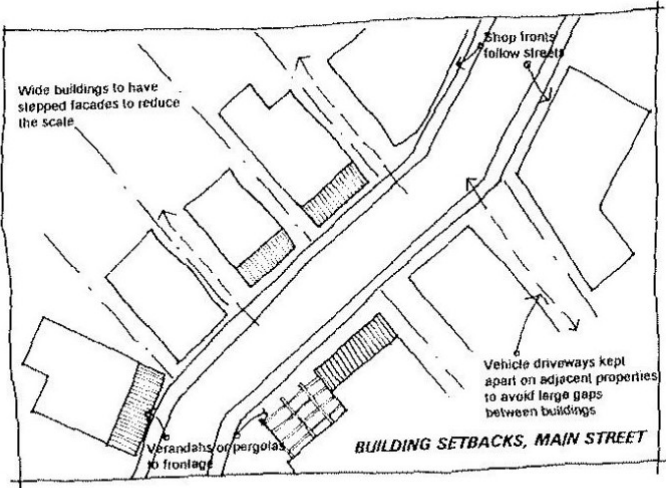 Shop fronts
follow streets
Wide buildings to have
stepped facades to reduce
the scale
Vehicle driveways kept
apart on adjacent properties
to avoid large gaps
between buildings
Verandahs or pergolas
to frontage
BUILDING SETBACKS, MAIN STREET